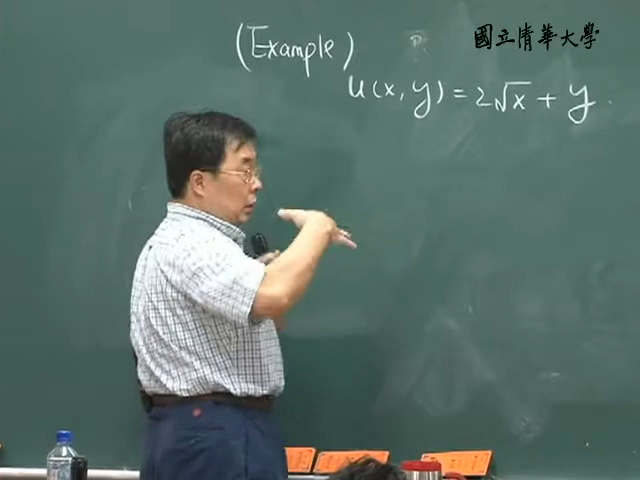 國立清華大學
(Example)
u(x,y) = 2√x + y.